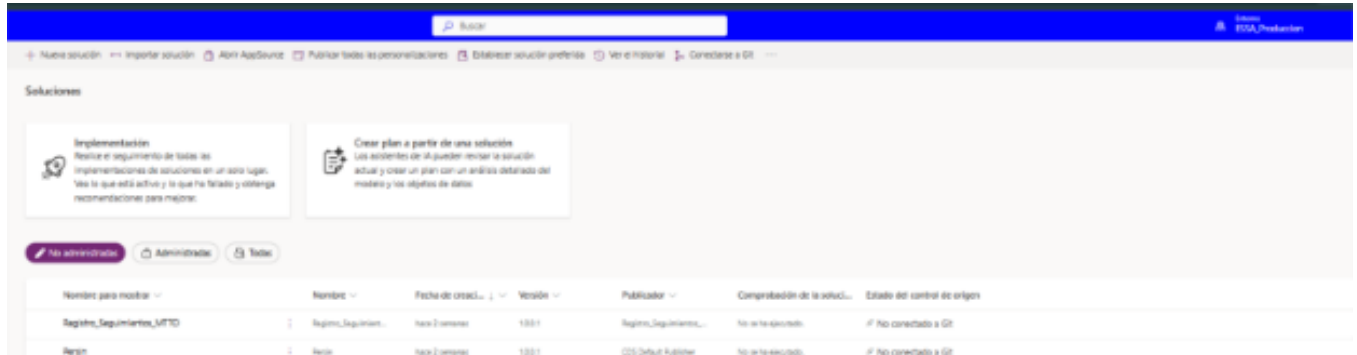 Buscar
Entorno
ESSA_Produccion
Nueva solución Importar solución Abrir AppSource Publicar todas las personalizaciones Establecer solución preferida Ver el historial Conectarse a Git ...
Soluciones
Implementación
Realice el seguimiento de todas las
implementaciones de soluciones en un solo lugar.
Vea lo que está activo y lo que ha fallado y obtenga
recomendaciones para mejorar.
Crear plan a partir de una solución
Los asistentes de IA pueden revisar la solución
actual y crear un plan con un análisis detallado del
modelo y los objetos de datos
No administradas Administradas Todas
Nombre para mostrar Nombre Fecha de creaci... Versión Publicador Comprobación de la soluci... Estado del control de origen
Registro_Seguimientos_MTTO Registro_Seguimient... hace 2 semanas 1.0.0.1 Registro_Seguimientos_... No se ha ejecutado. No conectado a Git
hace 2 semanas 1.0.0.1 CDS Default Publisher No se ha ejecutado. No conectado a Git